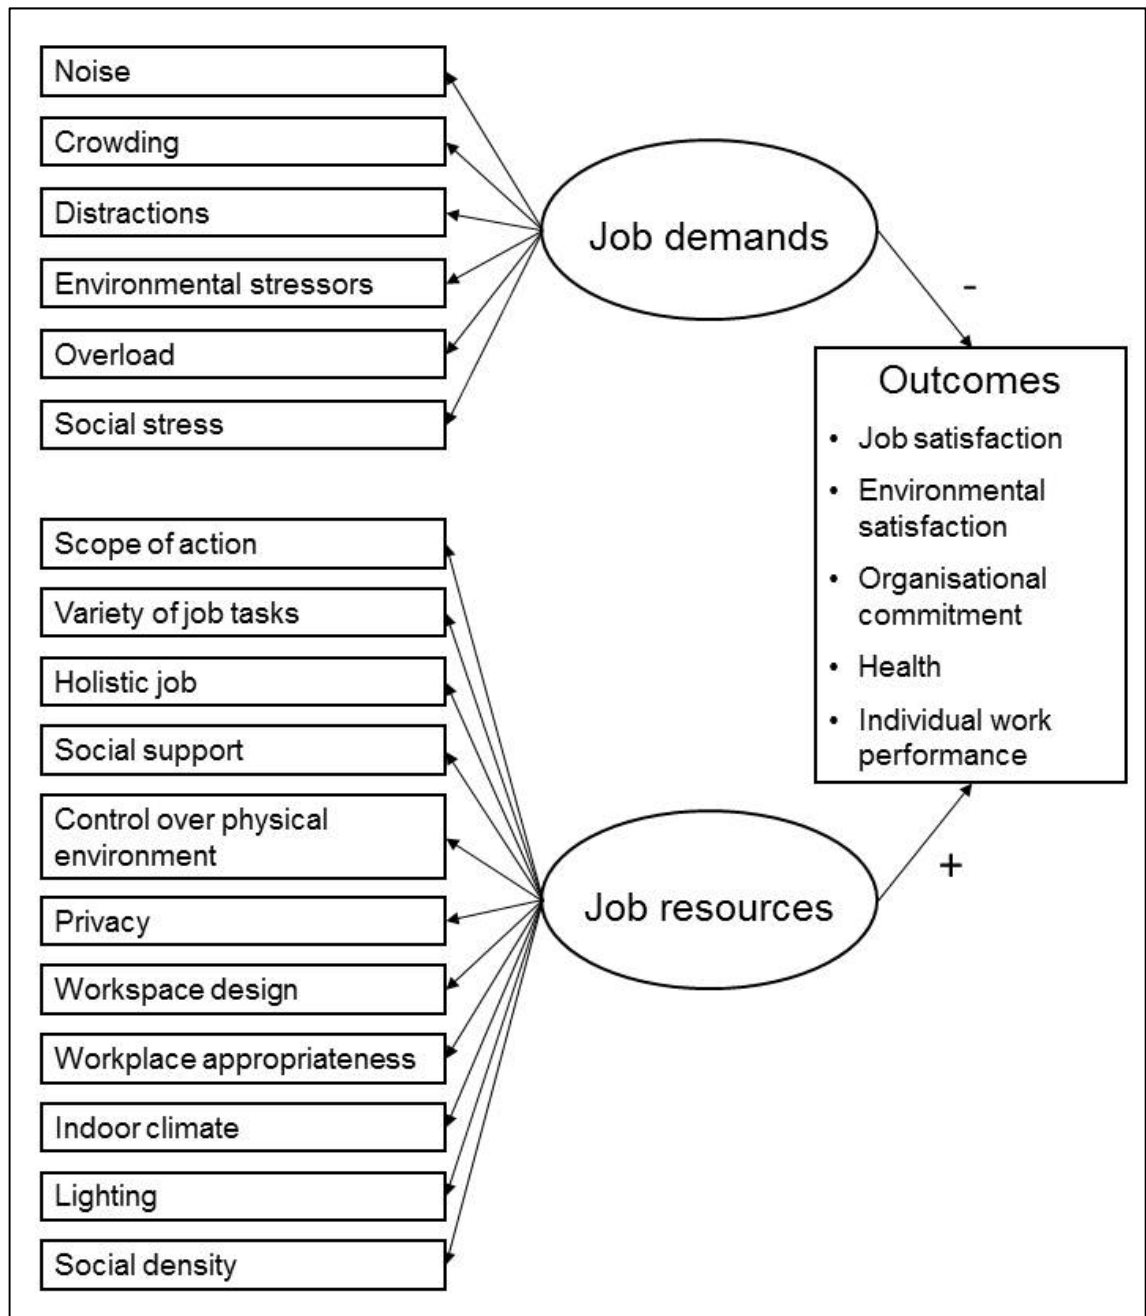 Noise
Crowding
Distractions
Environmental stressors
Overload
Social stress
Job demands
-
Outcomes
• Job satisfaction
• Environmental
satisfaction
• Organisational
commitment
• Health
• Individual work
performance
Scope of action
Variety of job tasks
Holistic job
Social support
Control over physical
environment
Privacy
Workspace design
Workplace appropriateness
Indoor climate
Lighting
Social density
Job resources
+